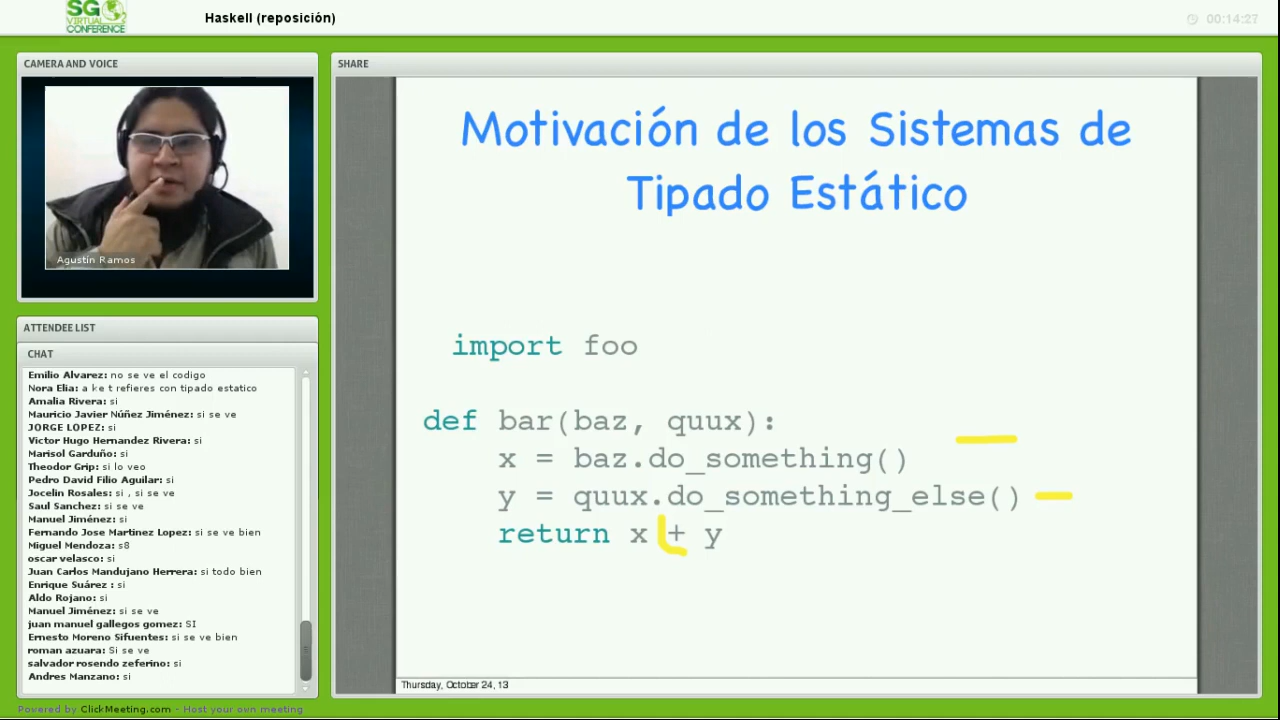 SG
VIRTUAL
CONFERENCE
Haskell (reposición)
00:14:27
CAMERA AND VOICE
Agustín Ramos
ATTENDEE LIST
CHAT
Emilio Alvarez: no se ve el codigo
Nora Elia: a k e t refieres con tipado estatico
Amalia Rivera: si
Mauricio Javier Núñez Jiménez: si se ve
JORGE LOPEZ: si
Victor Hugo Hernandez Rivera: si
Marisol Garduño: si
Theodor Grip: si lo veo
Pedro David Filio Aguilar: si
Jocelin Rosales: si , si se ve
Saul Sanchez: si se ve
Manuel Jiménez: si
Fernando Jose Martinez Lopez: si se ve bien
Miguel Mendoza: s8
oscar velasco: si
Juan Carlos Mandujano Herrera: si todo bien
Enrique Suárez : si
Aldo Rojano: si
Manuel Jiménez: si se ve
juan manuel gallegos gomez: SI
Ernesto Moreno Sifuentes: si se ve bien
roman azuara: Si se ve
salvador rosendo zeferino: si
Andres Manzano: si
SHARE
Motivación de los Sistemas de
Tipado Estático
import foo
def bar(baz, quux):
x = baz.do_something()
y = quux.do_something_else()
return x + y
Thursday, October 24, 13
Powered by ClickMeeting.com - Host your own meeting